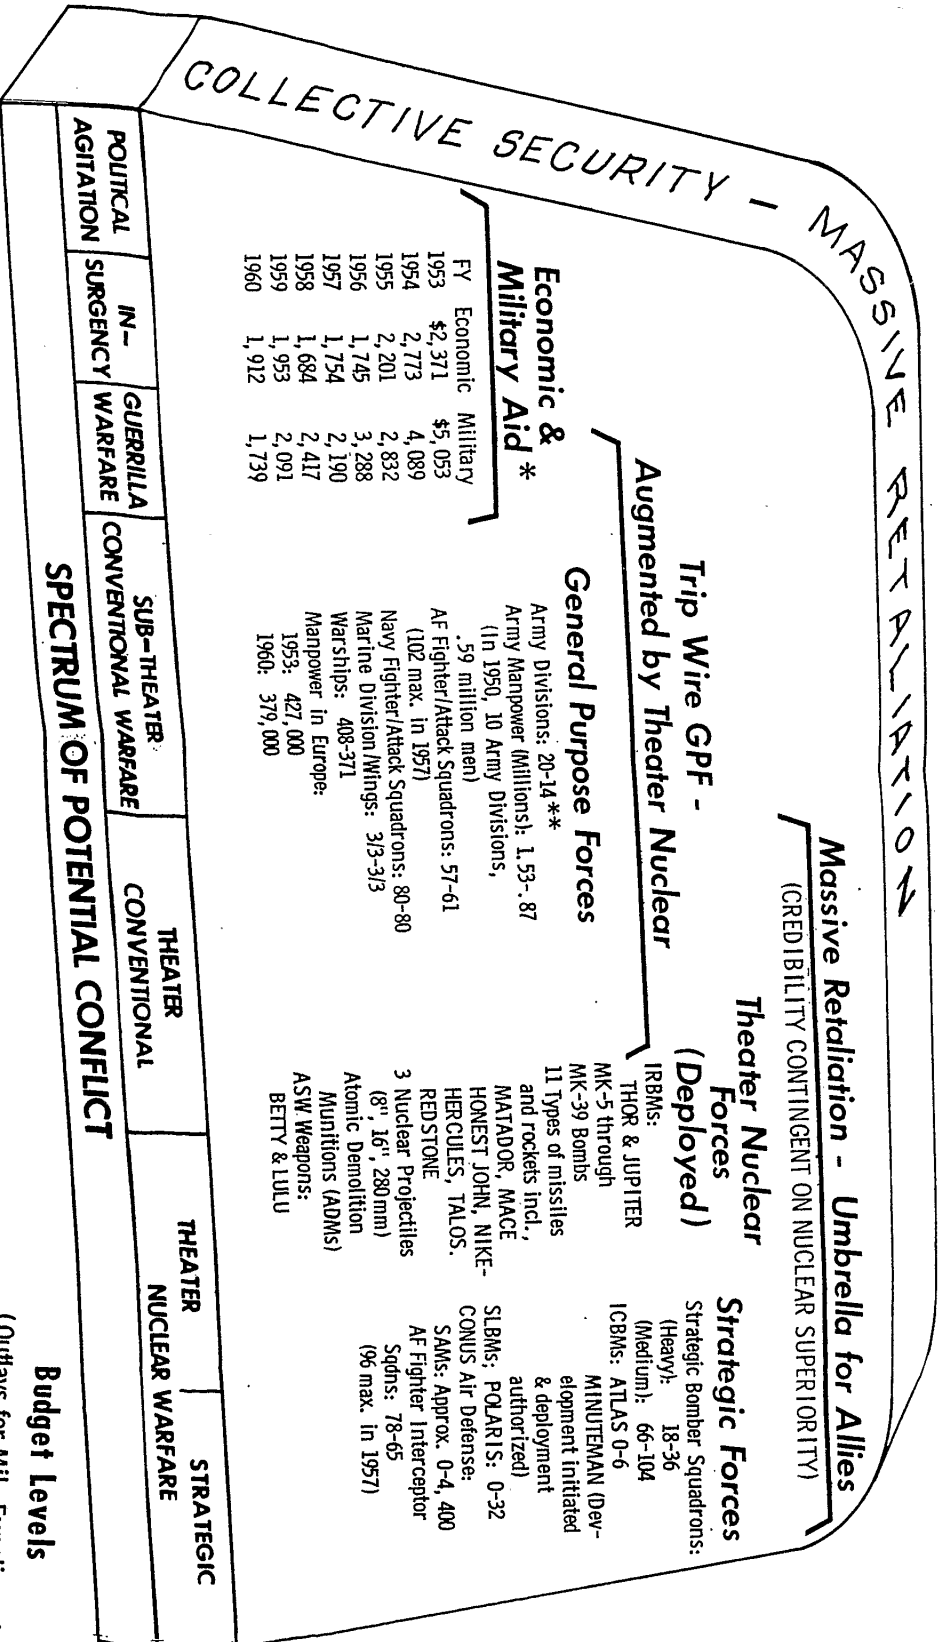 COLLECTIVE SECURITY - MASSIVE RETALIATION
Massive Retaliation - Umbrella for Allies
(CREDIBILITY CONTINGENT ON NUCLEAR SUPERIORITY)
Trip Wire GPF -
Augmented by Theater Nuclear
Economic &
Military Aid *
FY Economic Military
1953 $2,371 $5,053
1954 2,773 4,089
1955 2,201 2,832
1956 1,745 3,288
1957 1,754 2,190
1958 1,684 2,417
1959 1,953 2,091
1960 1,912 1,739
General Purpose Forces
Army Divisions: 20-14 **
Army Manpower (Millions): 1.53-.87
(In 1950, 10 Army Divisions,
.59 million men)
AF Fighter/Attack Squadrons: 57-61
(102 max. in 1957)
Navy Fighter/Attack Squadrons: 80-80
Marine Division/Wings: 3/3-3/3
Warships: 408-371
Manpower in Europe:
1953: 427,000
1960: 379,000
Theater Nuclear
Forces
(Deployed)
IRBMs:
THOR & JUPITER
MK-5 through
MK-39 Bombs
11 Types of missiles
and rockets incl.,
MATADOR, MACE
HONEST JOHN, NIKE-
HERCULES, TALOS.
REDSTONE
3 Nuclear Projectiles
(8", 16", 280mm)
Atomic Demolition
Munitions (ADMs)
ASW Weapons:
BETTY & LULU
Strategic Forces
Strategic Bomber Squadrons:
(Heavy): 18-36
(Medium): 66-104
ICBMs: ATLAS 0-6
MINUTEMAN (Dev-
elopment initiated
& deployment
authorized)
SLBMs, POLARIS: 0-32
CONUS Air Defense:
SAMs: Approx. 0-4,400
AF Fighter Interceptor
Sqdns: 78-65
(96 max. in 1957)
POLITICAL
AGITATION
IN-
SURGENCY
GUERRILLA
WARFARE
SUB-THEATER
CONVENTIONAL WARFARE
THEATER
CONVENTIONAL
THEATER
STRATEGIC
NUCLEAR WARFARE
SPECTRUM OF POTENTIAL CONFLICT
Budget Levels
(Outlays for Mil.